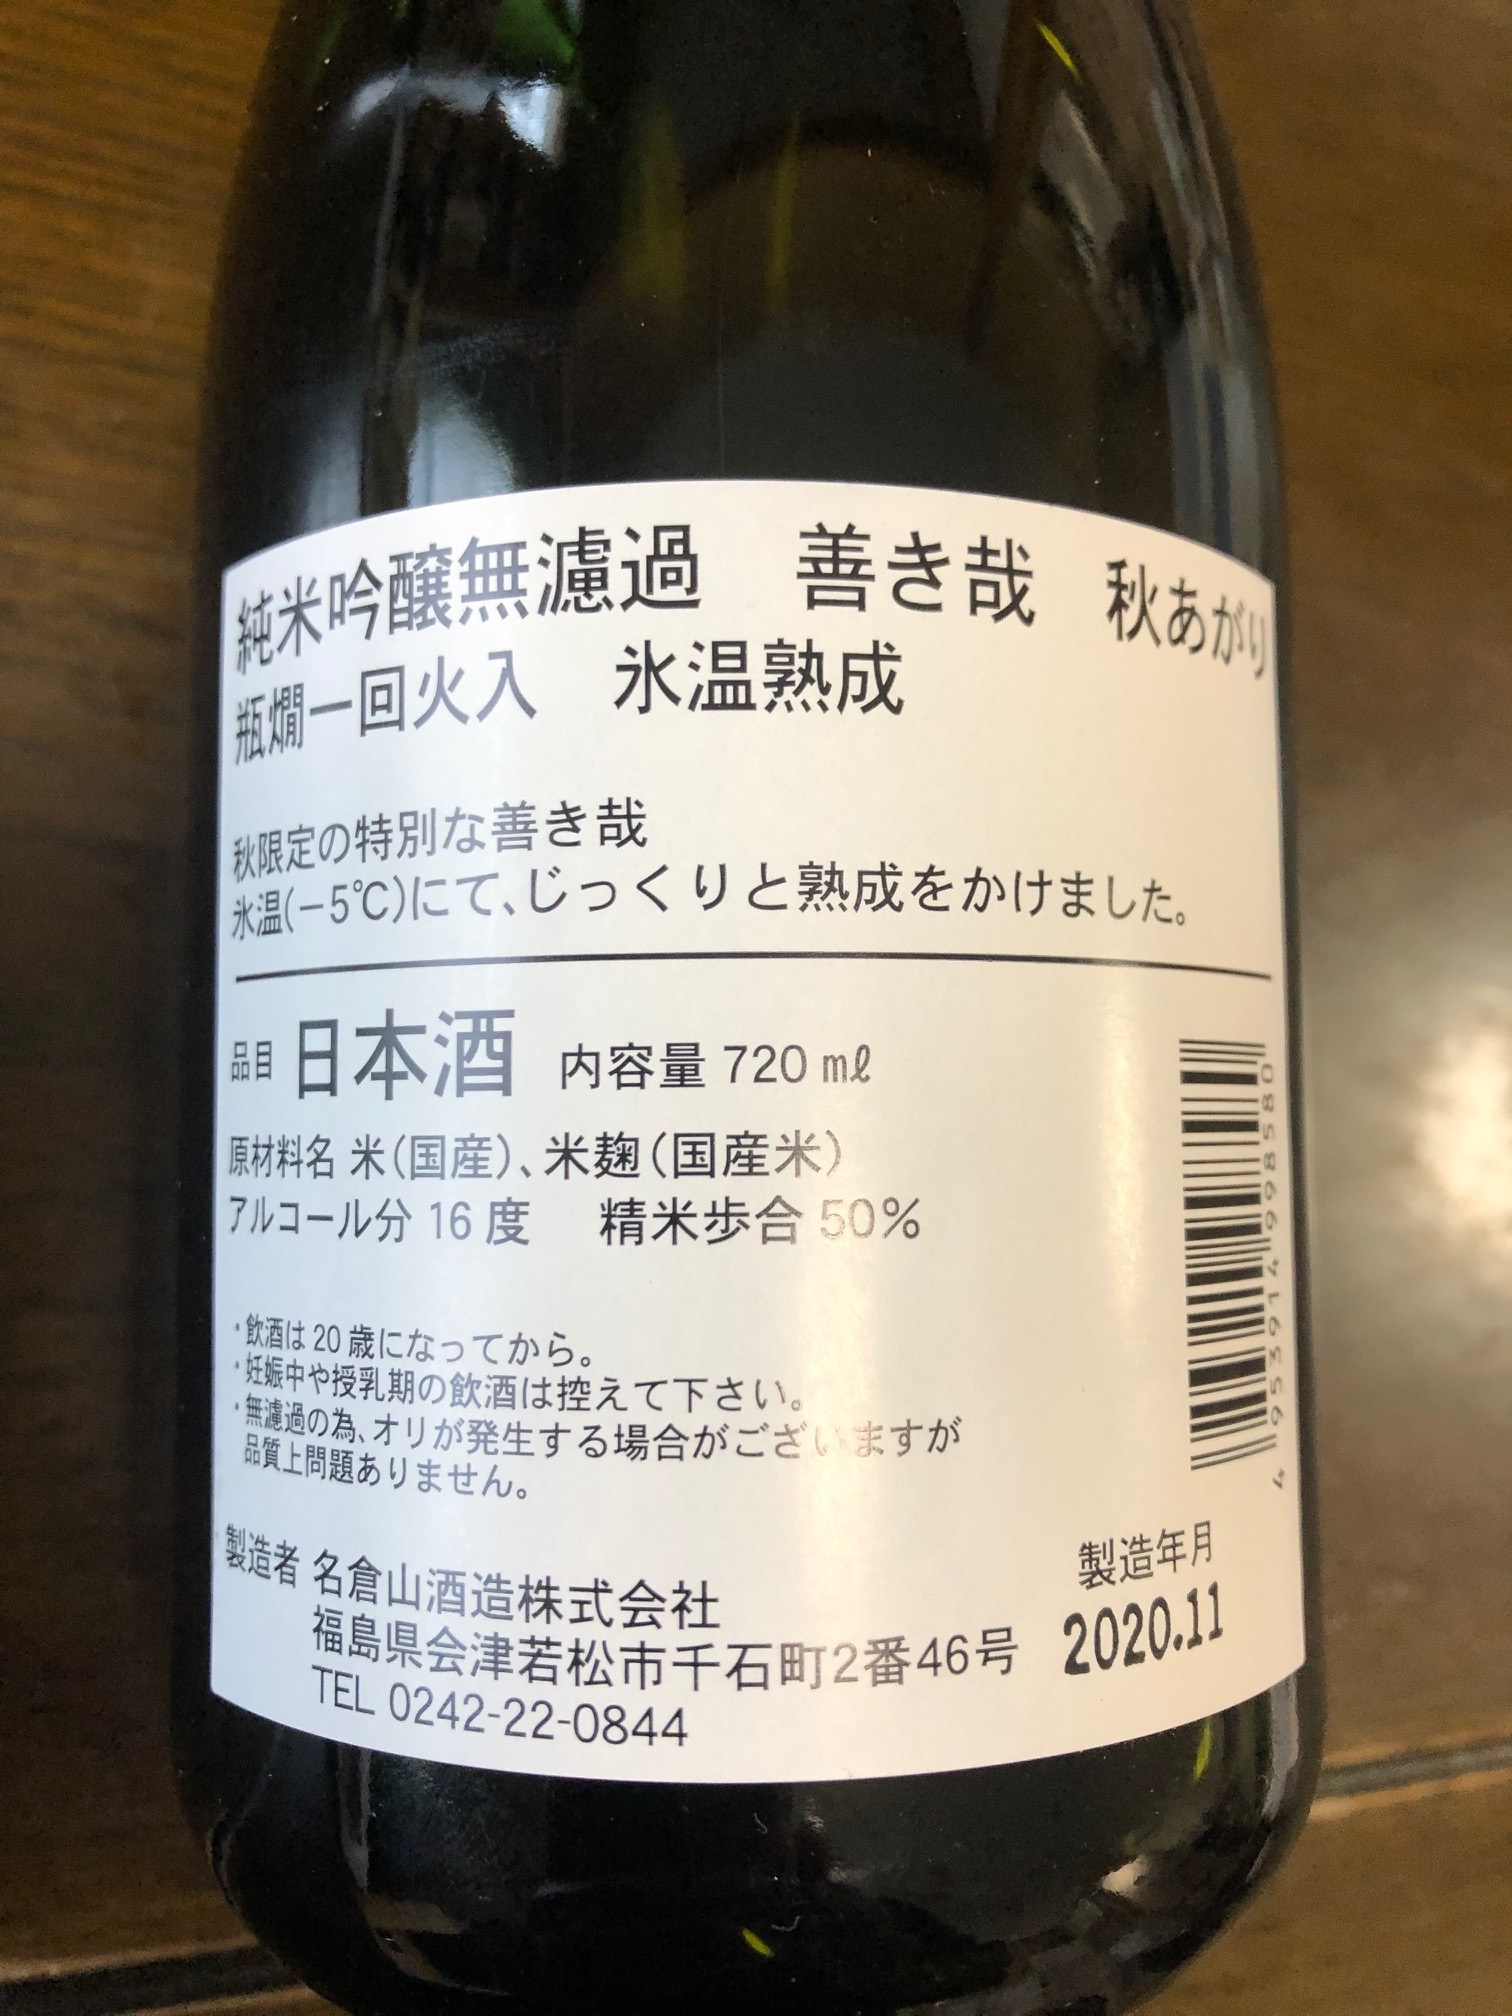 純米吟醸無濾過　善き哉　秋あがり
瓶燗一回火入　氷温熟成
秋限定の特別な善き哉
氷温(－5℃)にて、じっくりと熟成をかけました。
品目 日本酒 内容量 720 ㎖
原材料名 米(国産)、米麹(国産米)
アルコール分 16 度　精米歩合 50%
・飲酒は 20 歳になってから。
・妊娠中や授乳期の飲酒は控えて下さい。
・無濾過の為、オリが発生する場合がございますが
品質上問題ありません。
製造者 名倉山酒造株式会社
福島県会津若松市千石町2番46号
TEL 0242-22-0844
製造年月
2020.11
4 953914 998580